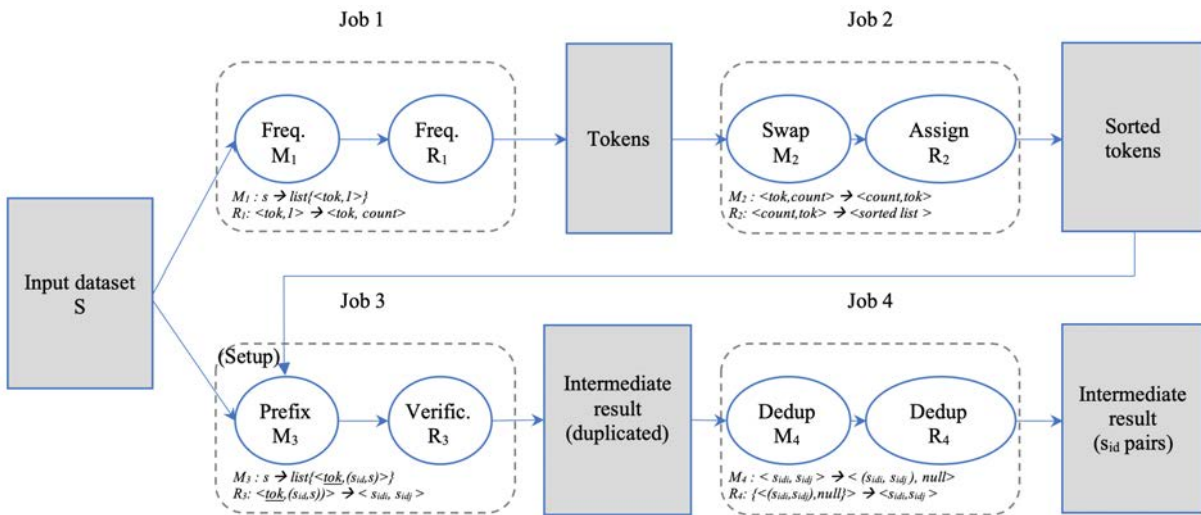 Job 1
Job 2
Freq.
M₁
Freq.
R₁
Tokens
Swap
M₂
Assign
R₂
Sorted
tokens
M₁ : s → list{<tok,1>}
R₁: <tok,1> → <tok, count>
M₂ : <tok,count> → <count,tok>
R₂: <count,tok> → <sorted list >
Input dataset
S
Job 3
Job 4
(Setup)
Prefix
M₃
Verific.
R₃
Intermediate
result
(duplicated)
Dedup
M₄
Dedup
R₄
Intermediate
result
(sid pairs)
M₃ : s → list{<tok,(sid,s)>}
R₃: <tok,(sid,s))> → < sidi, sidj >
M₄ : < sidi, sidj > → < (sidi, sidj ), null>
R₄: {<(sidi,sidj),null}> → <sidi,sidj >